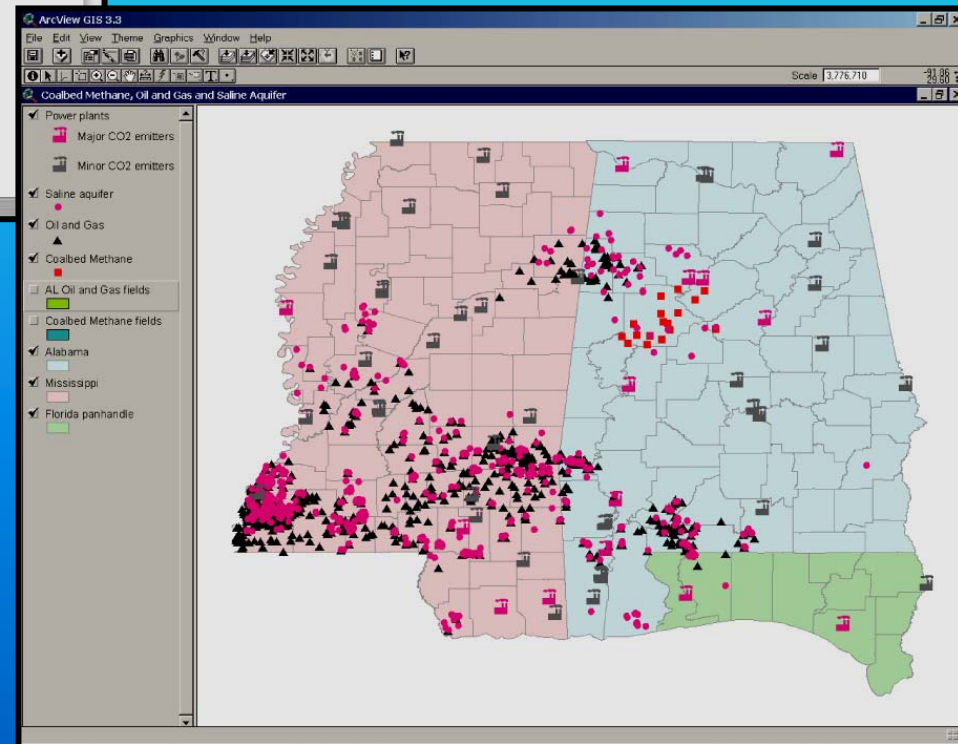 ArcView GIS 3.3
File Edit View Theme Graphics Window Help
Scale 3,776,710
Coalbed Methane, Oil and Gas and Saline Aquifer
Power plants
Major CO2 emitters
Minor CO2 emitters
Saline aquifer
Oil and Gas
Coalbed Methane
AL Oil and Gas fields
Coalbed Methane fields
Alabama
Mississippi
Florida panhandle